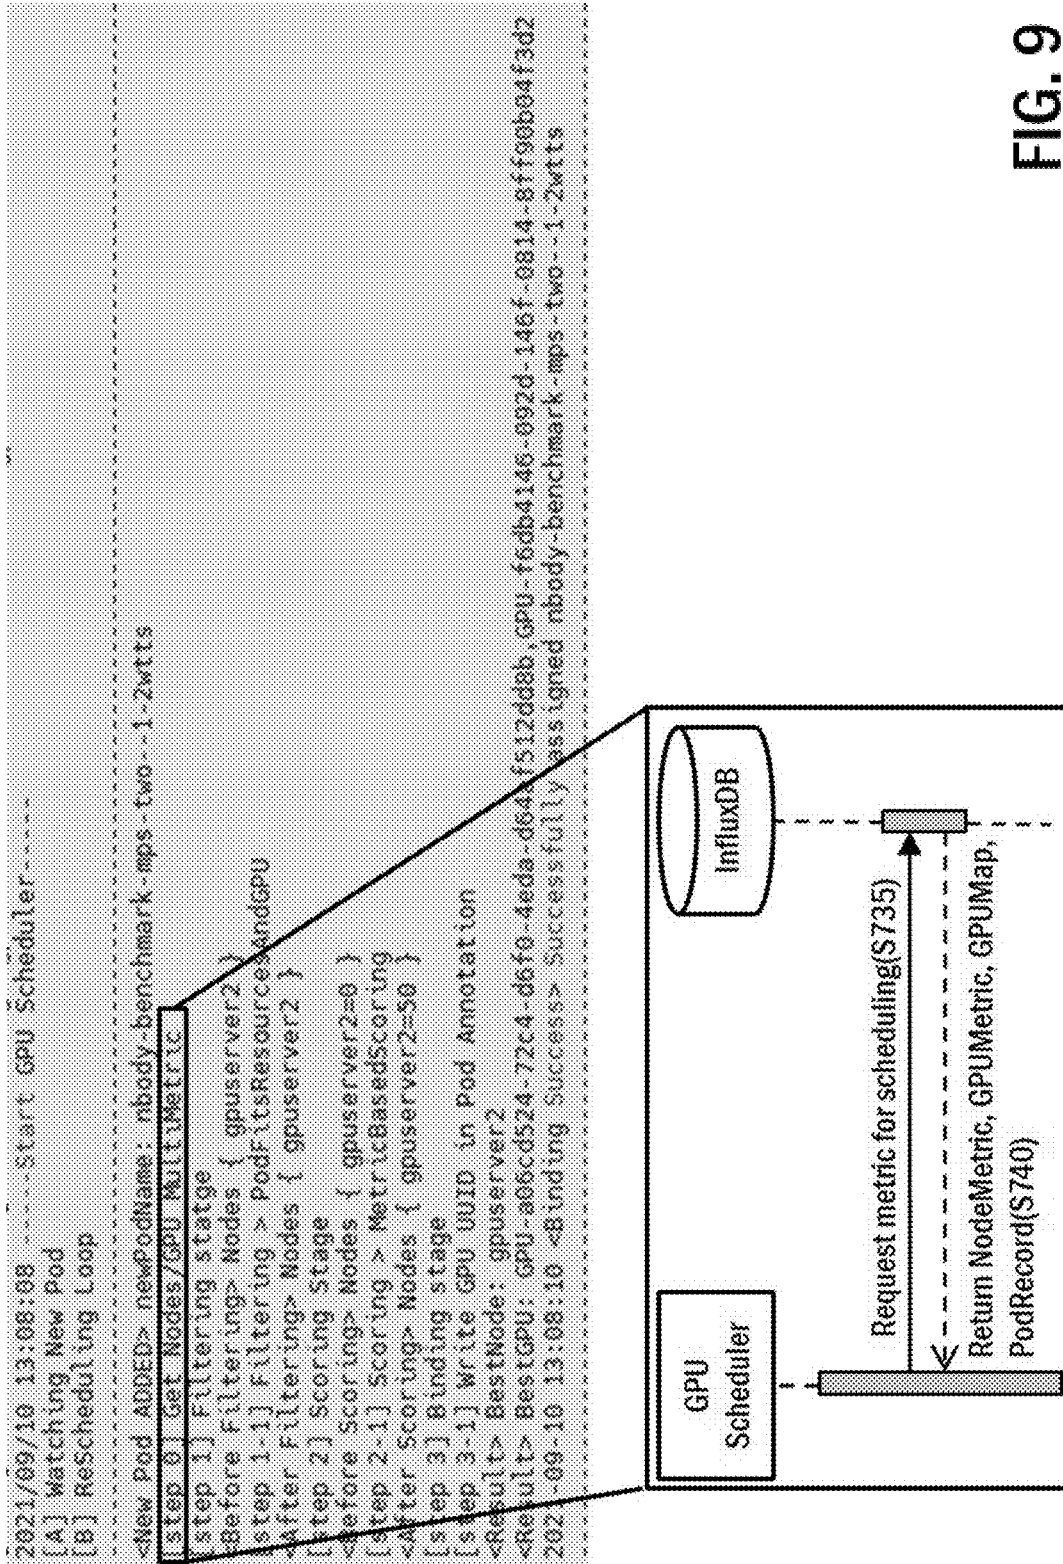 2021/09/10 13:08:08 -----Start GPU Scheduler-----
[A] Watching New Pod
[B] ReScheduling Loop
<New Pod ADDED> newPodName: nbody-benchmark-mps-two--1-2wtts
[step 0] Get Nodes/GPU MultiMetric
[step 1] Filtering statge
<Before Filtering> Nodes { gpuserver2 }
[step 1-1] Filtering > PodFitsResourcesAndGPU
<After Filtering> Nodes { gpuserver2 }
[step 2] Scoring Stage
<Before Scoring> Nodes { gpuserver2=0 }
[step 2-1] Scoring > MetricBasedScoring
<After Scoring> Nodes { gpuserver2=50 }
[step 3] Binding stage
[step 3-1] Write GPU UUID in Pod Annotation
<Result> BestNode: gpuserver2
<Result> BestGPU: GPU-a06cd524-72c4-d6f0-4eda-d64af512dd8b,GPU-f6db4146-092d-146f-0814-8ff90b04f3d2
2021-09-10 13:08:10 <Binding Success> Successfully assigned nbody-benchmark-mps-two--1-2wtts
GPU
Scheduler
InfluxDB
Request metric for scheduling(S735)
Return NodeMetric, GPUMetric, GPUMap,
PodRecord(S740)
FIG. 9